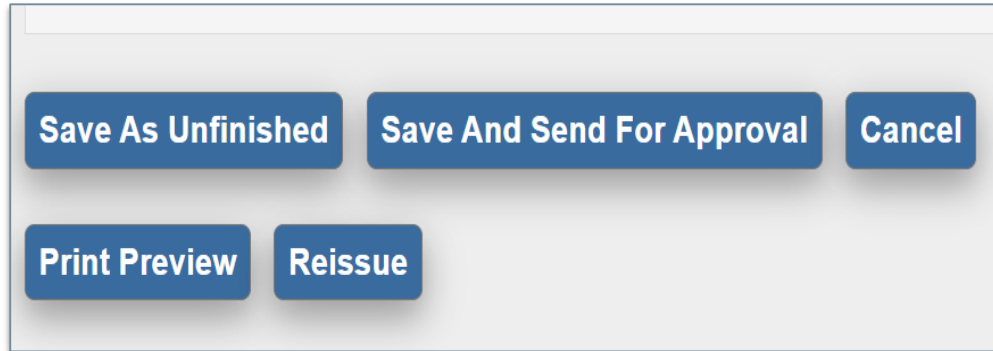 Save As Unfinished Save And Send For Approval Cancel
Print Preview Reissue